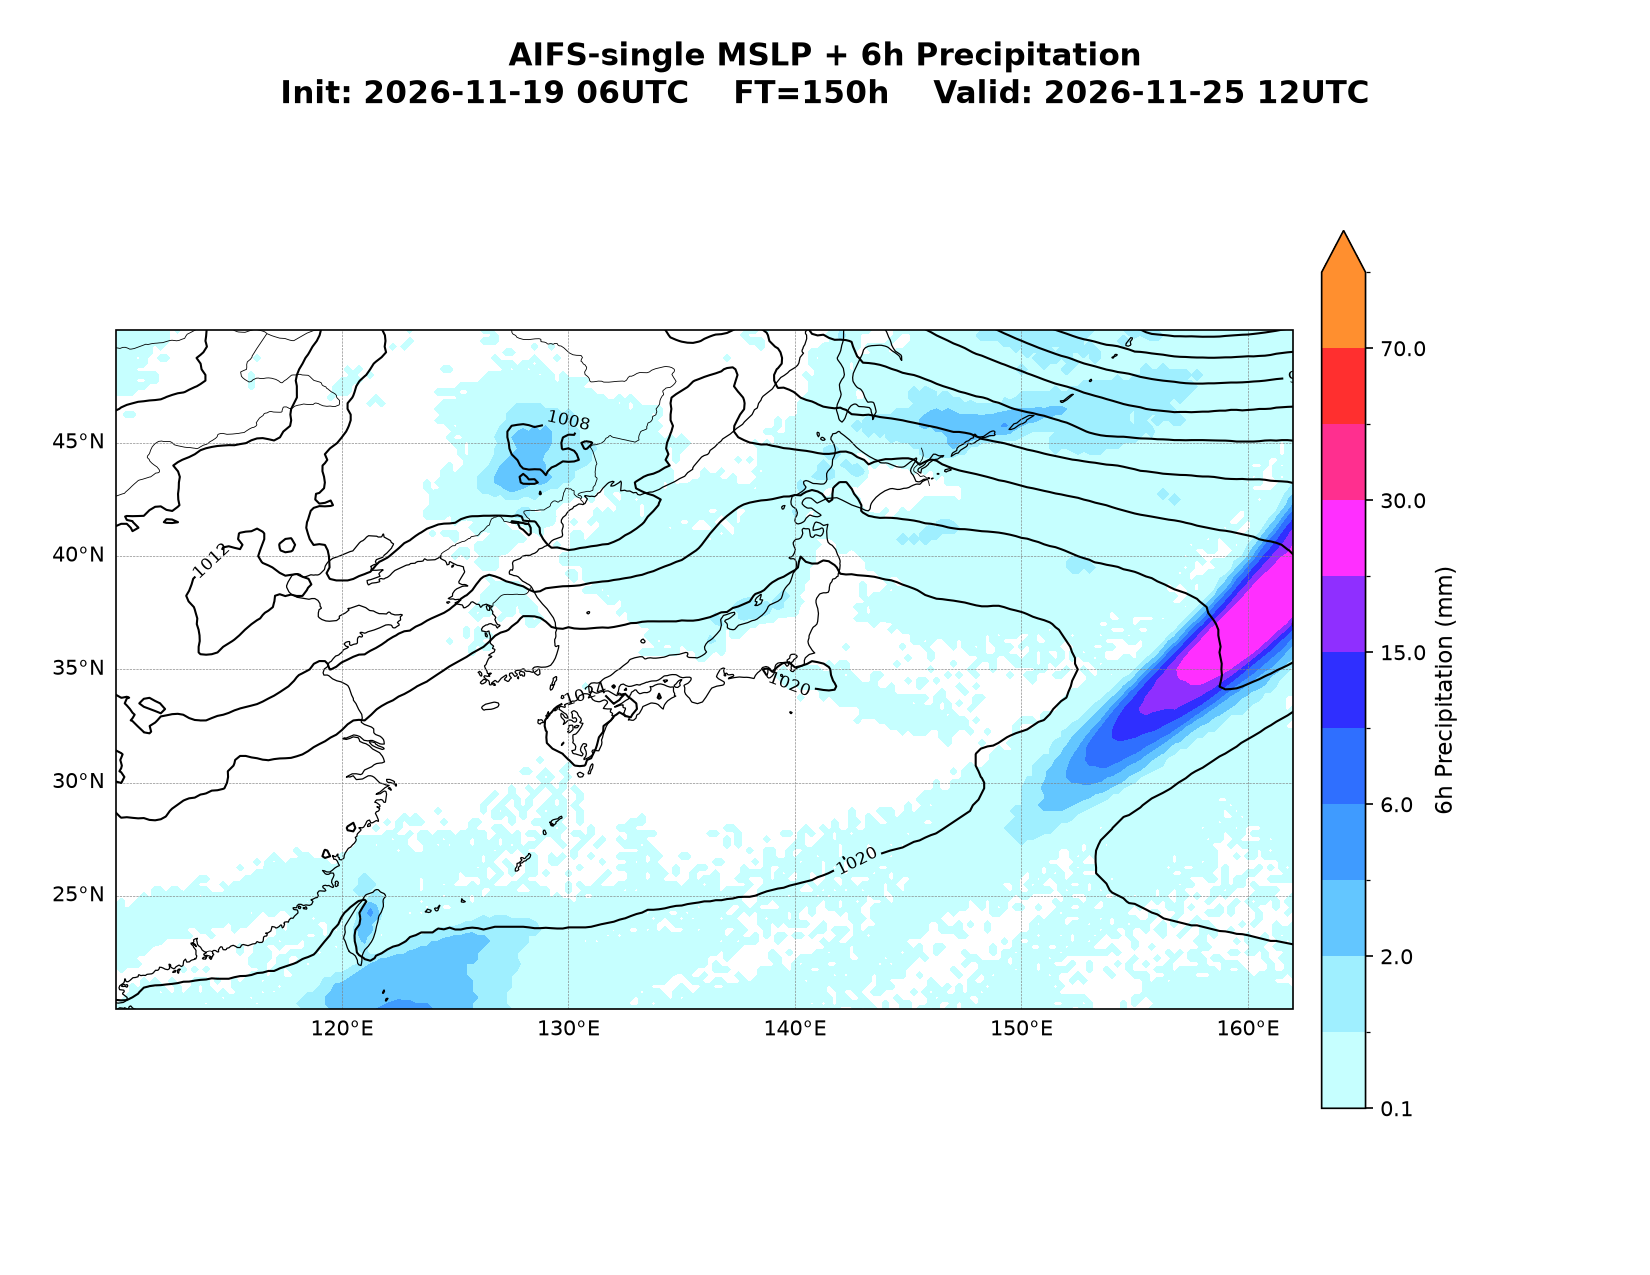 AIFS-single MSLP + 6h Precipitation
Init: 2026-11-19 06UTC    FT=150h    Valid: 2026-11-25 12UTC
70.0
30.0
15.0
6.0
2.0
0.1
6h Precipitation (mm)
45°N
40°N
35°N
30°N
25°N
120°E
130°E
140°E
150°E
160°E
1008
1012
1020
1024
1020